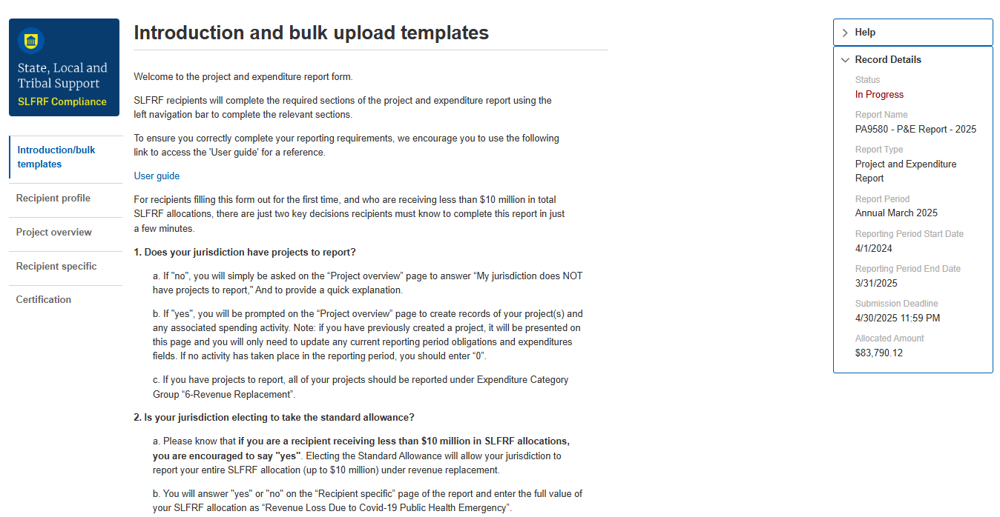 State, Local and
Tribal Support
SLFRF Compliance
Introduction/bulk
templates
Recipient profile
Project overview
Recipient specific
Certification
Introduction and bulk upload templates
Welcome to the project and expenditure report form.
SLFRF recipients will complete the required sections of the project and expenditure report using the
left navigation bar to complete the relevant sections.
To ensure you correctly complete your reporting requirements, we encourage you to use the following
link to access the 'User guide' for a reference.
User guide
For recipients filling this form out for the first time, and who are receiving less than $10 million in total
SLFRF allocations, there are just two key decisions recipients must know to complete this report in just
a few minutes.
1. Does your jurisdiction have projects to report?
a. If "no", you will simply be asked on the “Project overview” page to answer “My jurisdiction does NOT
have projects to report," And to provide a quick explanation.
b. If "yes", you will be prompted on the “Project overview” page to create records of your project(s) and
any associated spending activity. Note: if you have previously created a project, it will be presented on
this page and you will only need to update any current reporting period obligations and expenditures
fields. If no activity has taken place in the reporting period, you should enter “0”.
c. If you have projects to report, all of your projects should be reported under Expenditure Category
Group “6-Revenue Replacement”.
2. Is your jurisdiction electing to take the standard allowance?
a. Please know that if you are a recipient receiving less than $10 million in SLFRF allocations,
you are encouraged to say "yes". Electing the Standard Allowance will allow your jurisdiction to
report your entire SLFRF allocation (up to $10 million) under revenue replacement.
b. You will answer "yes" or "no" on the “Recipient specific” page of the report and enter the full value of
your SLFRF allocation as “Revenue Loss Due to Covid-19 Public Health Emergency”.
Help
Record Details
Status
In Progress
Report Name
PA9580 - P&E Report - 2025
Report Type
Project and Expenditure
Report
Report Period
Annual March 2025
Reporting Period Start Date
4/1/2024
Reporting Period End Date
3/31/2025
Submission Deadline
4/30/2025 11:59 PM
Allocated Amount
$83,790.12